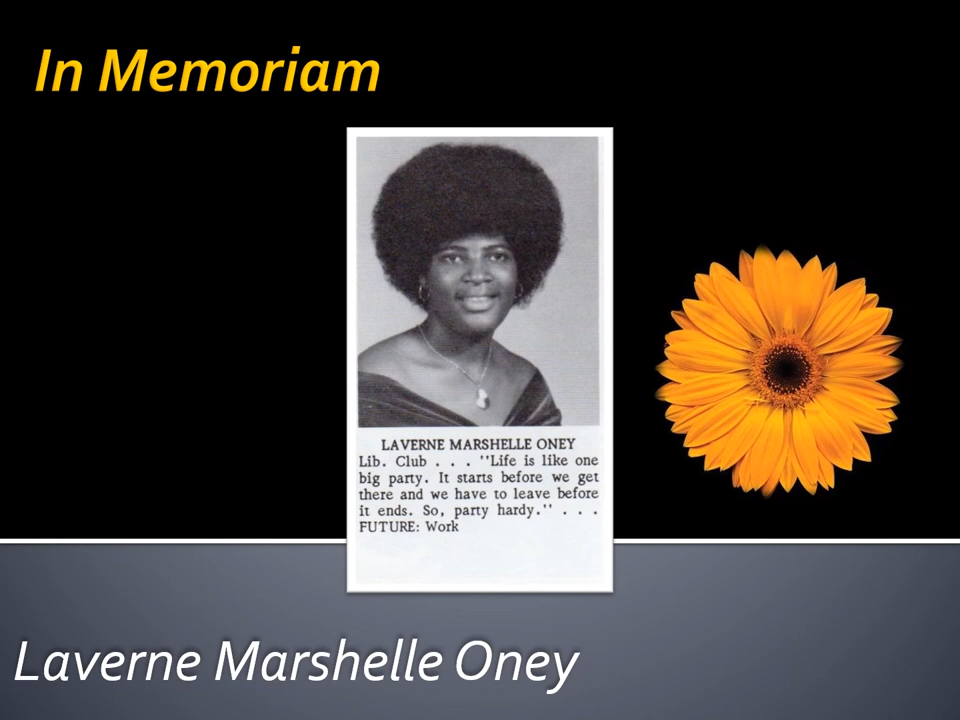 In Memoriam
LAVERNE MARSHELLE ONEY
Lib. Club . . . "Life is like one
big party. It starts before we get
there and we have to leave before
it ends. So, party hardy." . . .
FUTURE: Work
Laverne Marshelle Oney